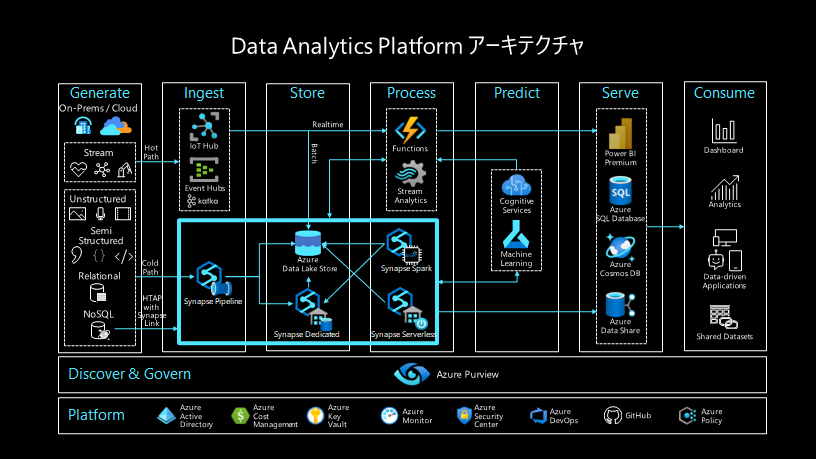 Data Analytics Platform アーキテクチャ
Generate
On-Prems / Cloud
Stream
Unstructured
Semi
Structured
Relational
NoSQL
Hot
Path
Cold
Path
HTAP
with
Synapse
Link
Ingest
IoT Hub
Event Hubs
kafka
Synapse Pipeline
Store
Realtime
Batch
Azure
Data Lake Store
Synapse Dedicated
Process
Functions
Stream
Analytics
Synapse Spark
Synapse Serverless
Predict
Cognitive
Services
Machine
Learning
Serve
Power BI
Premium
SQL
Azure
SQL Database
Azure
Cosmos DB
Azure
Data Share
Consume
Dashboard
Analytics
Data-driven
Applications
Shared Datasets
Discover & Govern
Azure Purview
Platform
Azure
Active
Directory
Azure
Cost
Management
Azure
Key
Vault
Azure
Monitor
Azure
Security
Center
Azure
DevOps
GitHub
Azure
Policy